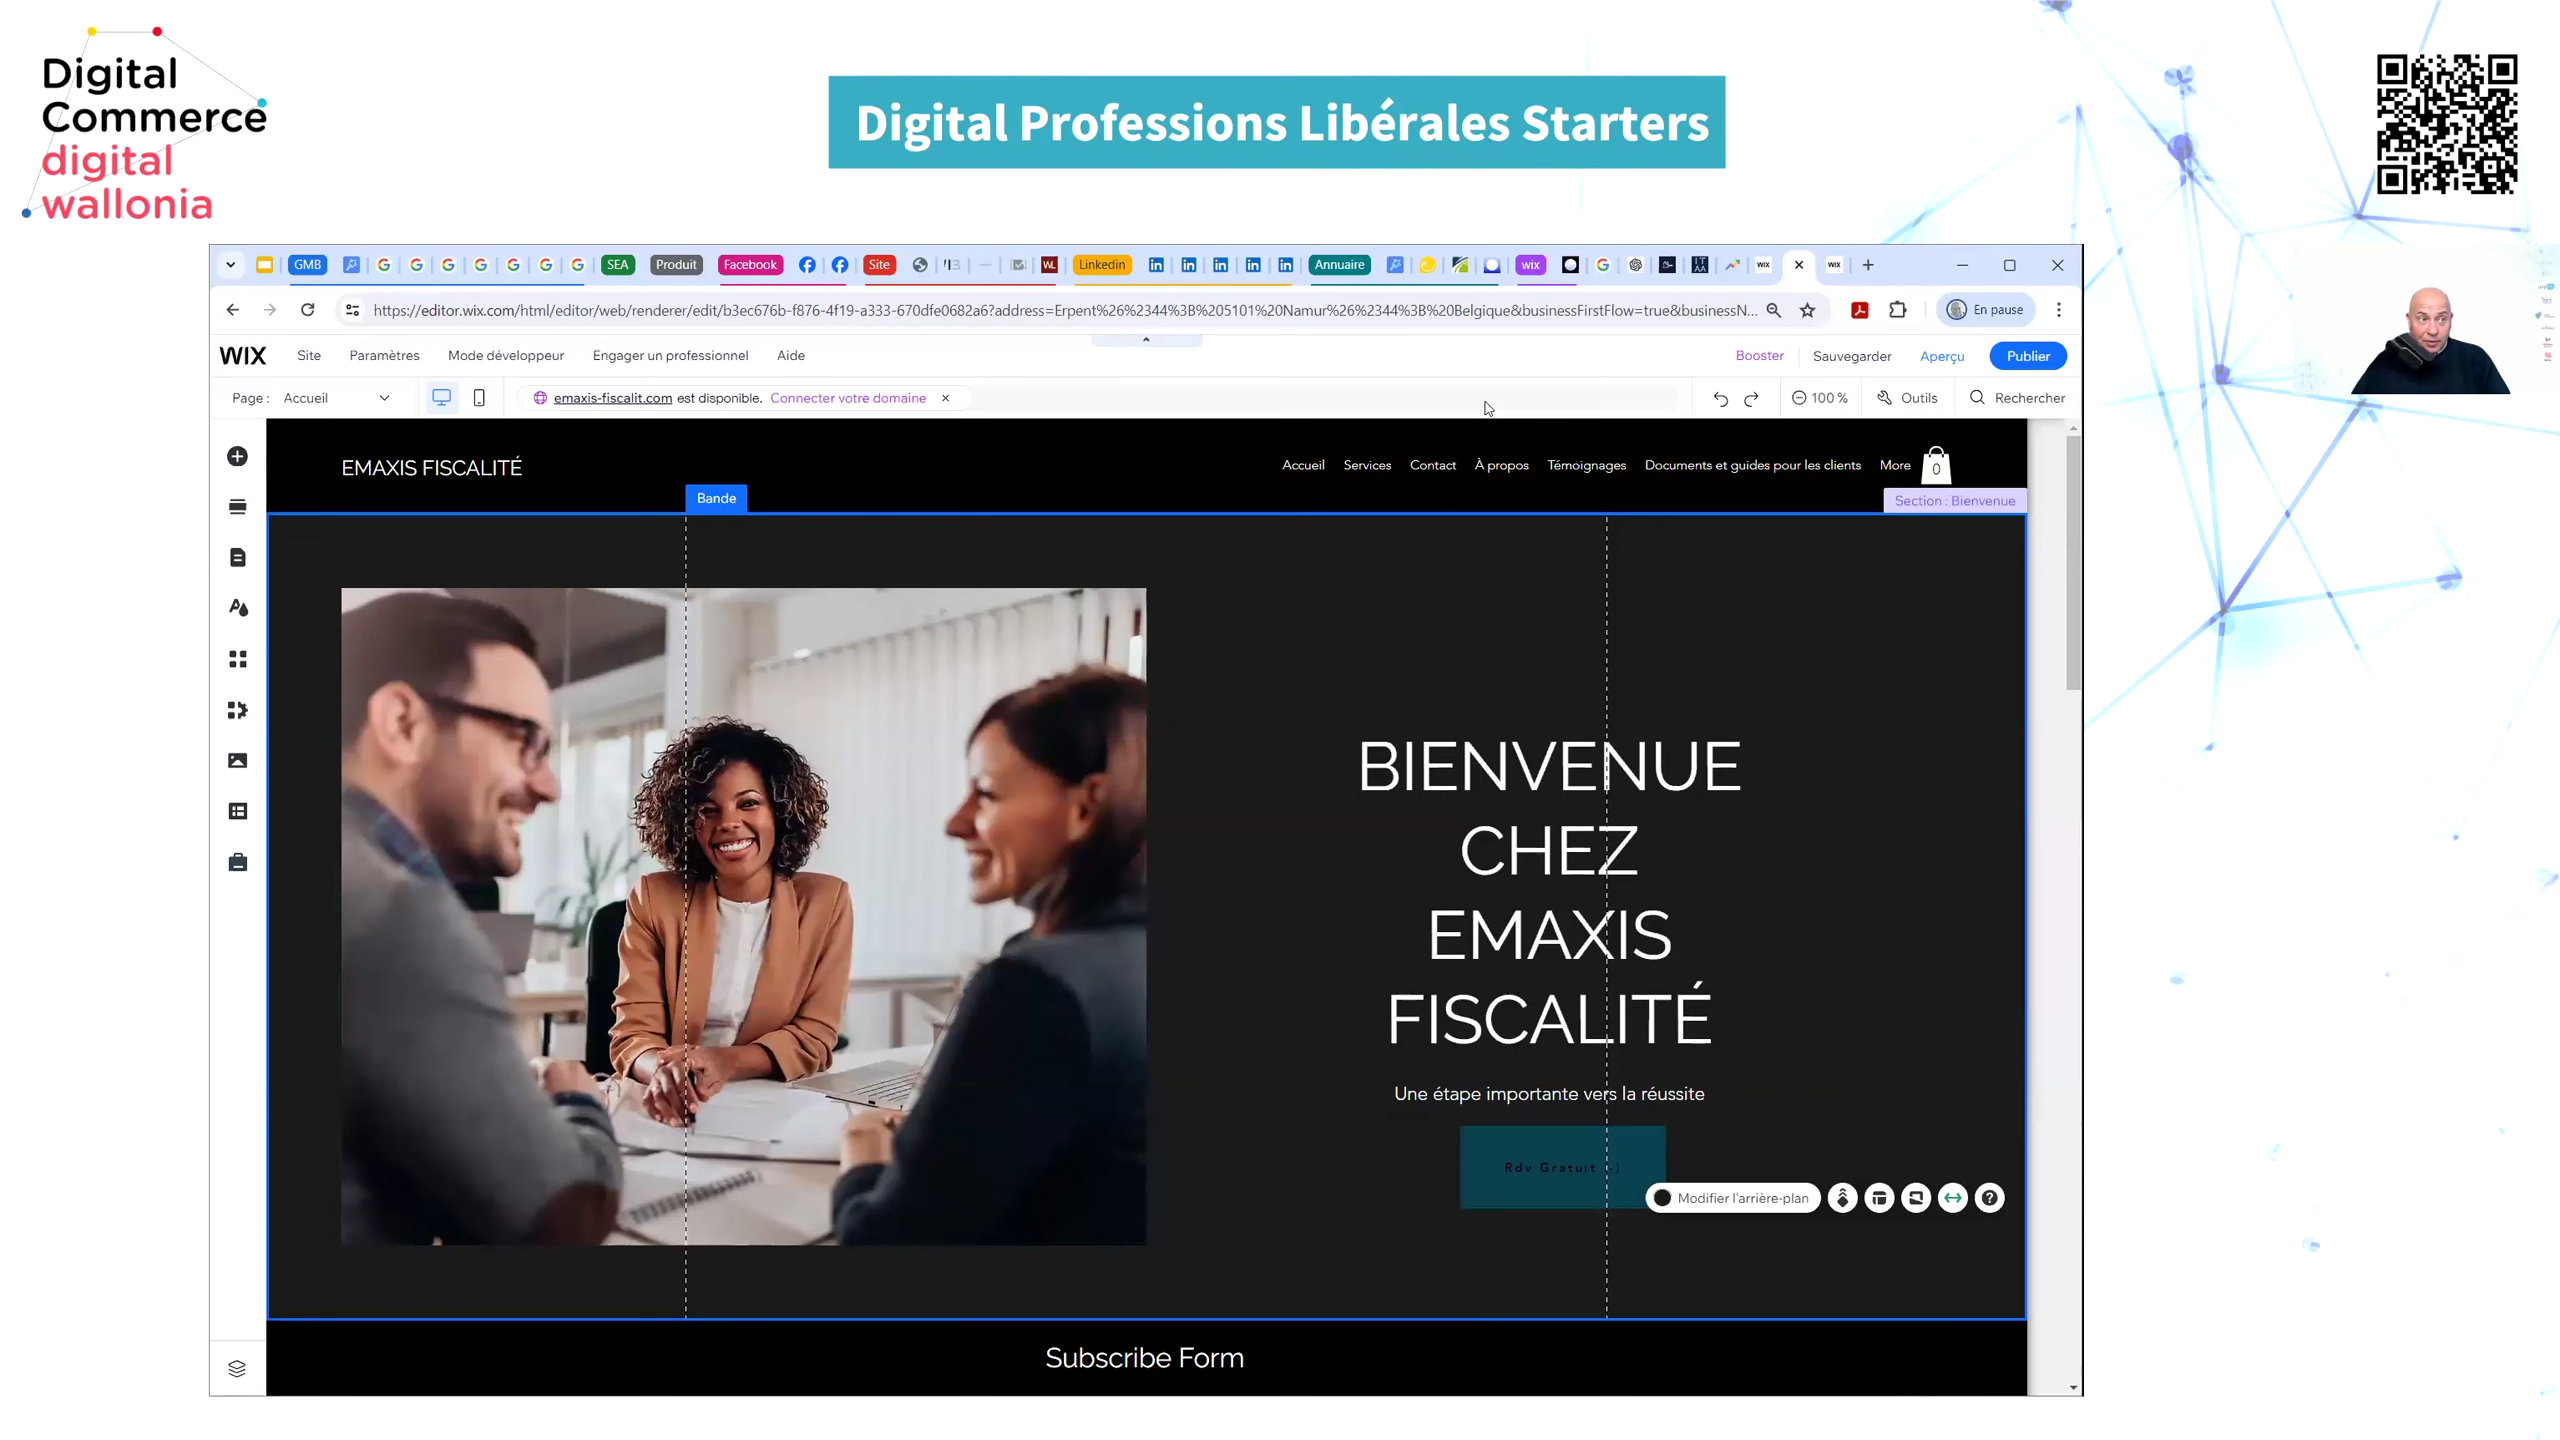 Digital
Commerce
digital
wallonia
Digital Professions Libérales Starters
GMB
SEA
Produit
Facebook
Site
WL
Linkedin
Annuaire
wix
WIX
WIX
https://editor.wix.com/html/editor/web/renderer/edit/b3ec676b-f876-4f19-a333-670dfe0682a6?address=Erpent%26%2344%3B%205101%20Namur%26%2344%3B%20Belgique&businessFirstFlow=true&businessN...
En pause
WIX
Site
Paramètres
Mode développeur
Engager un professionnel
Aide
Booster
Sauvegarder
Aperçu
Publier
Page :
Accueil
emaxis-fiscalit.com est disponible. Connecter votre domaine
100 %
Outils
Rechercher
EMAXIS FISCALITÉ
Accueil
Services
Contact
À propos
Témoignages
Documents et guides pour les clients
More
0
Bande
Section : Bienvenue
BIENVENUE
CHEZ
EMAXIS
FISCALITÉ
Une étape importante vers la réussite
Rdv Gratuit :-)
Modifier l'arrière-plan
Subscribe Form